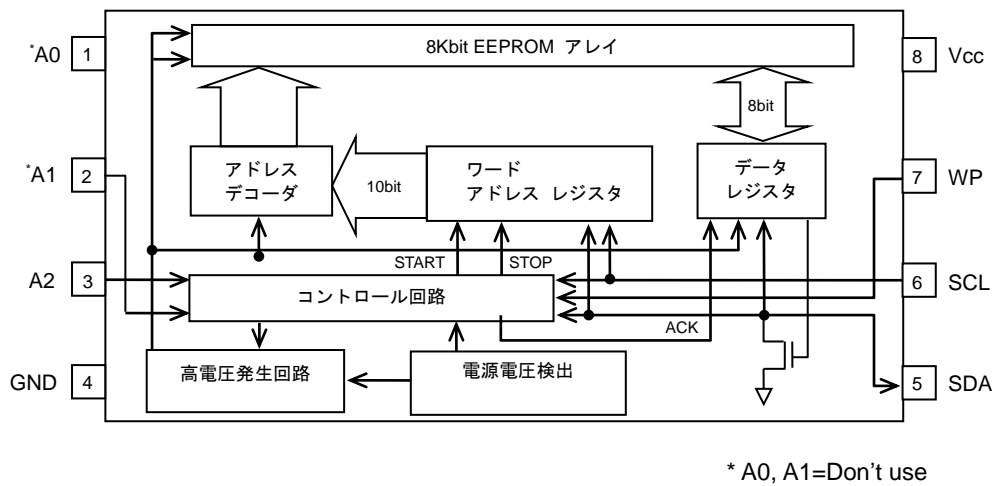 8Kbit EEPROM アレイ
*A0
1
8
Vcc
8bit
アドレス
デコーダ
10bit
ワード
アドレス レジスタ
データ
レジスタ
*A1
2
7
WP
START
STOP
A2
3
コントロール回路
6
SCL
ACK
GND
4
高電圧発生回路
電源電圧検出
5
SDA
* A0, A1=Don't use